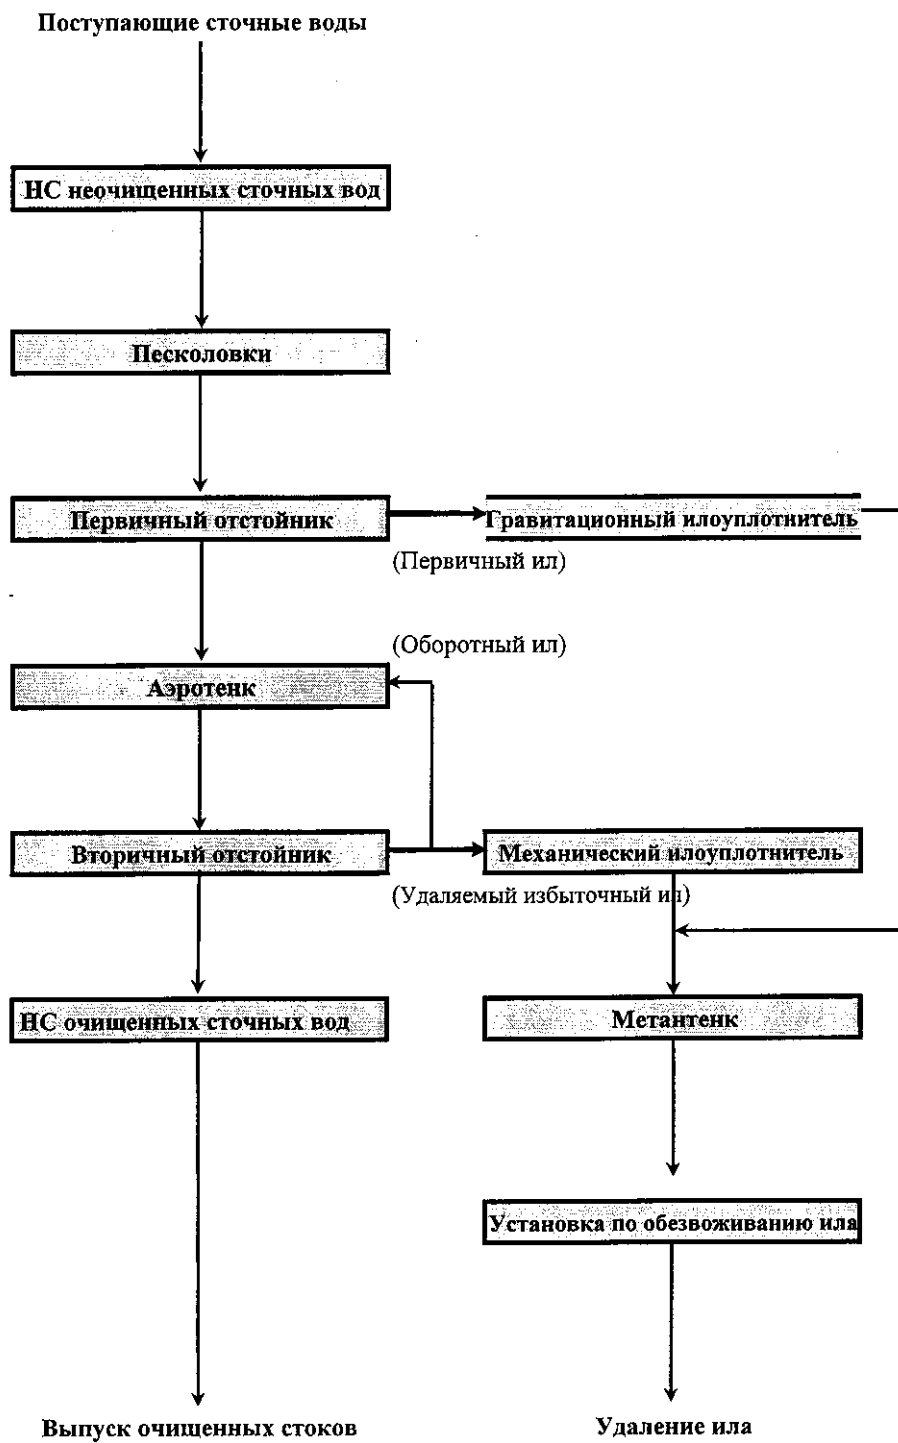 Поступающие сточные воды
НС неочищенных сточных вод
Песколовки
Первичный отстойник
Гравитационный илоуплотнитель
(Первичный ил)
(Оборотный ил)
Аэротенк
Вторичный отстойник
Механический илоуплотнитель
(Удаляемый избыточный ил)
НС очищенных сточных вод
Метантенк
Установка по обезвоживанию ила
Выпуск очищенных стоков
Удаление ила